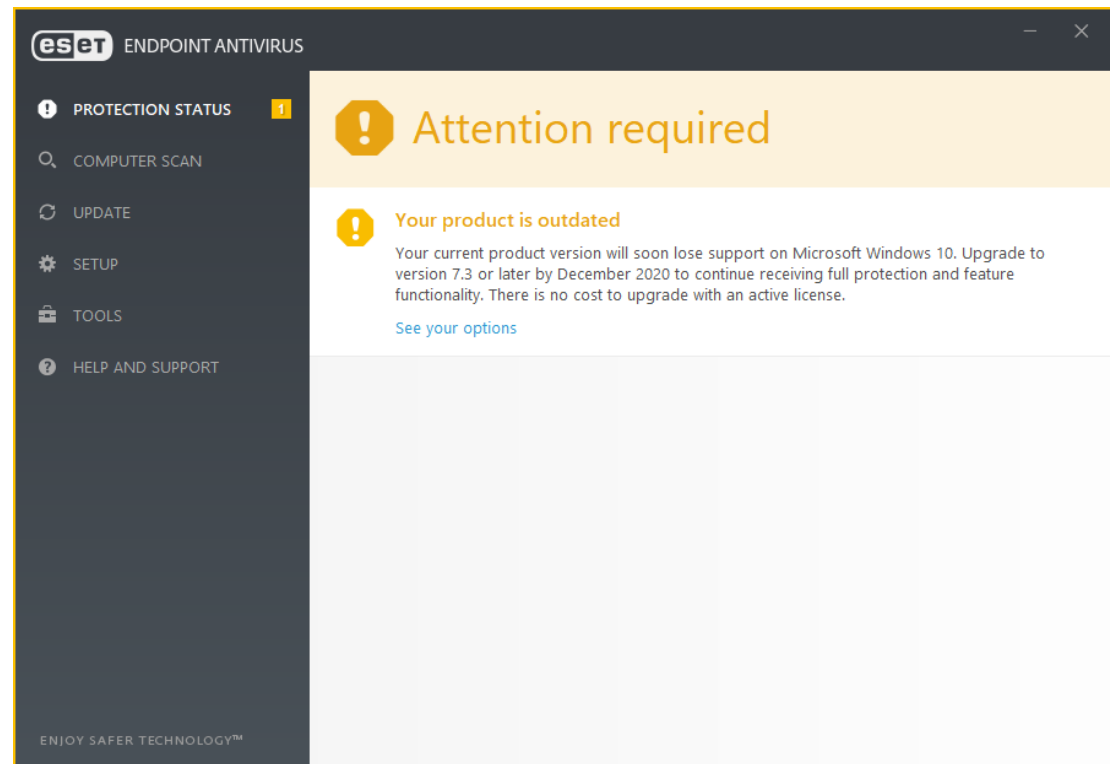 eset ENDPOINT ANTIVIRUS
PROTECTION STATUS 1
COMPUTER SCAN
UPDATE
SETUP
TOOLS
HELP AND SUPPORT
ENJOY SAFER TECHNOLOGY™
Attention required
Your product is outdated
Your current product version will soon lose support on Microsoft Windows 10. Upgrade to
version 7.3 or later by December 2020 to continue receiving full protection and feature
functionality. There is no cost to upgrade with an active license.
See your options